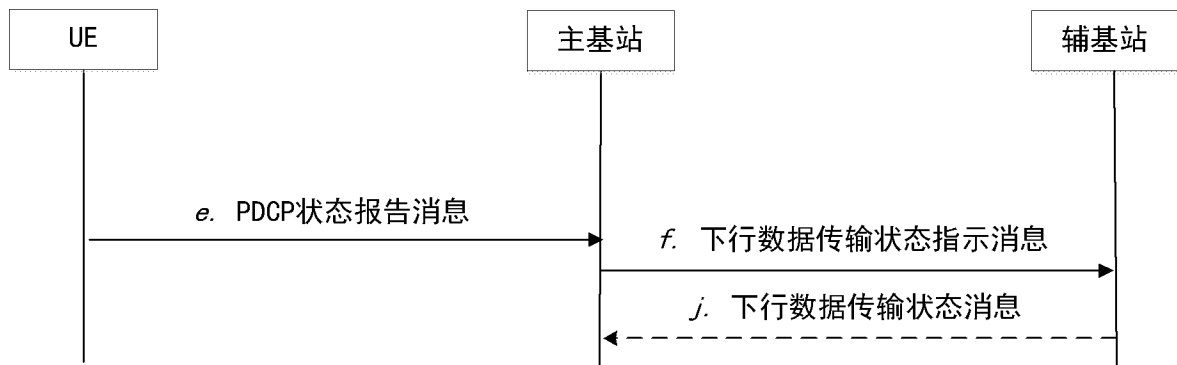 UE
主基站
辅基站
e. PDCP状态报告消息
f. 下行数据传输状态指示消息
j. 下行数据传输状态消息